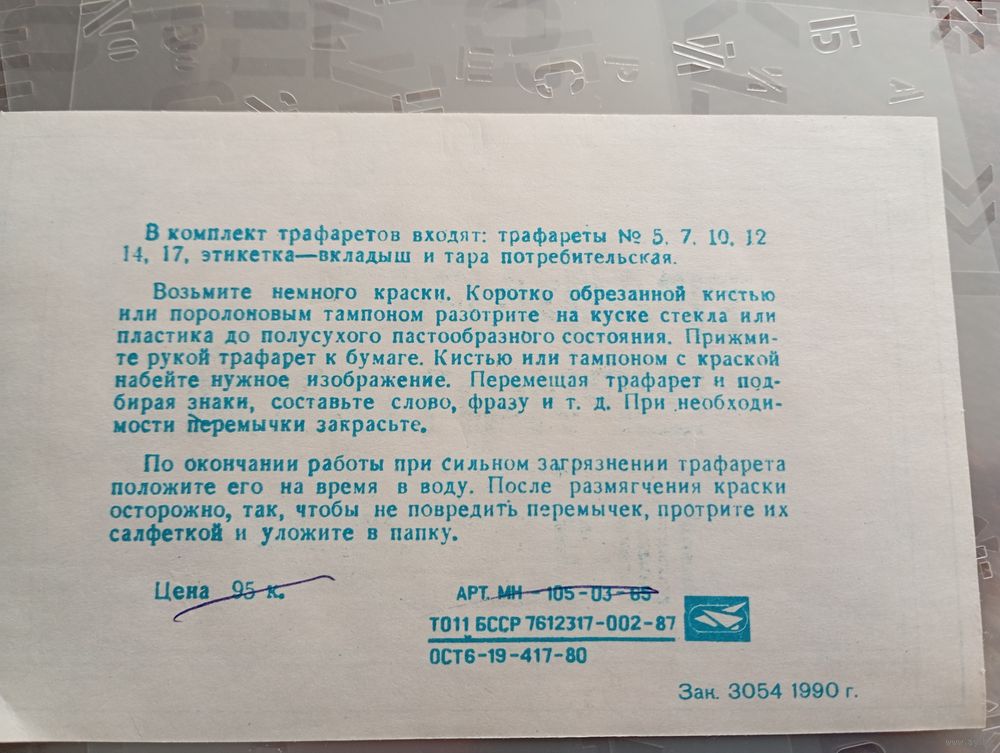 В комплект трафаретов входят: трафареты № 5, 7, 10, 12
14, 17, этикетка—вкладыш и тара потребительская.
Возьмите немного краски. Коротко обрезанной кистью
или поролоновым тампоном разотрите на куске стекла или
пластика до полусухого пастообразного состояния. Прижми-
те рукой трафарет к бумаге. Кистью или тампоном с краской
набейте нужное изображение. Перемещая трафарет и под-
бирая знаки, составьте слово, фразу и т. д. При необходи-
мости перемычки закрасьте.
По окончании работы при сильном загрязнении трафарета
положите его на время в воду. После размягчения краски
осторожно, так, чтобы не повредить перемычек, протрите их
салфеткой и уложите в папку.
Цена 95 к.
АРТ. МН-105-03-85
ТО11 БССР 7612317-002-87
ОСТ6-19-417-80
Зак. 3054 1990 г.